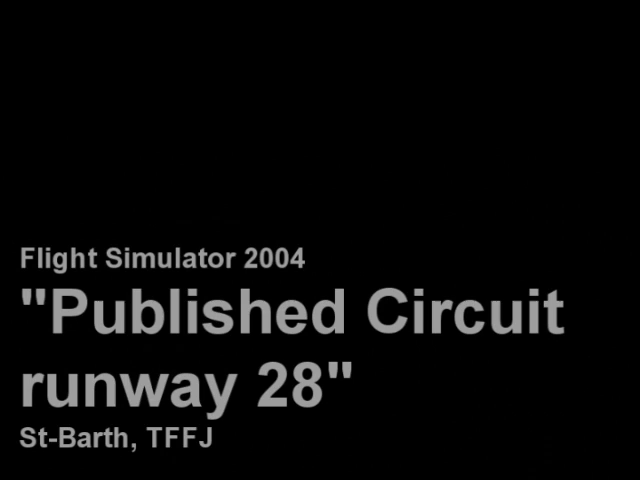 Flight Simulator 2004
"Published Circuit
runway 28"
St-Barth, TFFJ